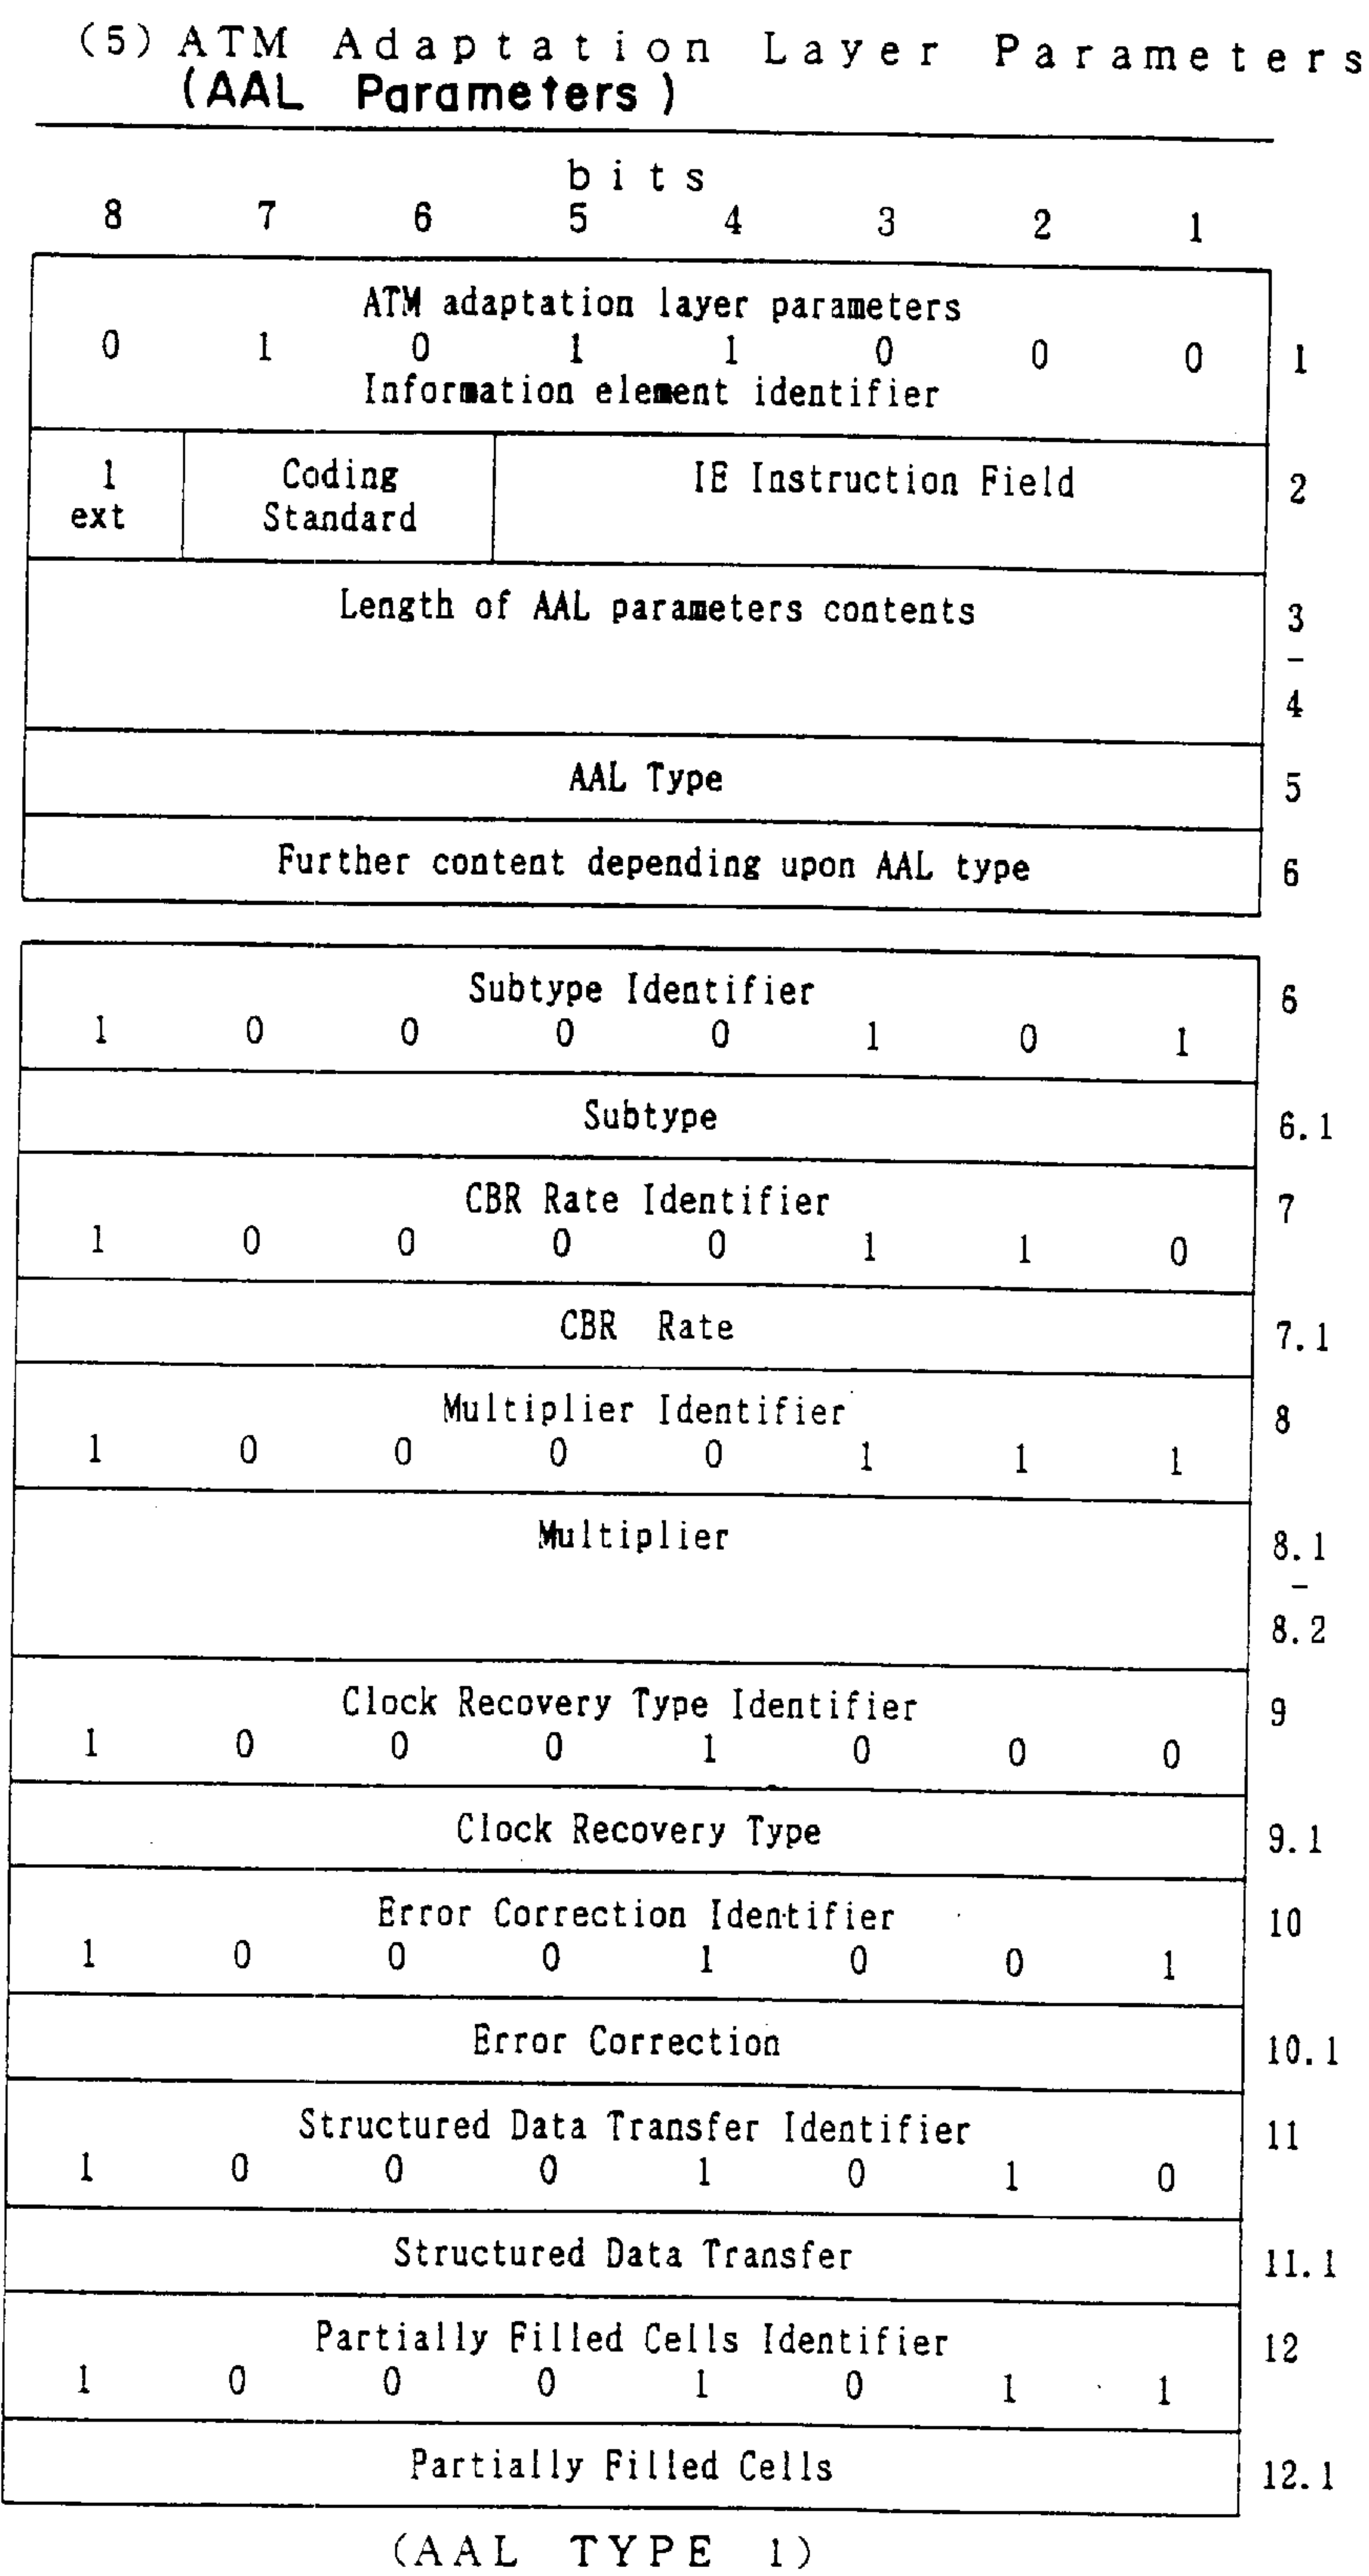 (5) ATM Adaptation Layer Parameters
(AAL Parameters)
bits
8 7 6 5 4 3 2 1
ATM adaptation layer parameters
0 1 0 1 1 0 0 0 1
Information element identifier
1 Coding IE Instruction Field 2
ext Standard
Length of AAL parameters contents 3
-
4
AAL Type 5
Further content depending upon AAL type 6
Subtype Identifier 6
1 0 0 0 0 1 0 1
Subtype 6.1
CBR Rate Identifier 7
1 0 0 0 0 1 1 0
CBR Rate 7.1
Multiplier Identifier 8
1 0 0 0 0 1 1 1
Multiplier 8.1
-
8.2
Clock Recovery Type Identifier 9
1 0 0 0 1 0 0 0
Clock Recovery Type 9.1
Error Correction Identifier 10
1 0 0 0 1 0 0 1
Error Correction 10.1
Structured Data Transfer Identifier 11
1 0 0 0 1 0 1 0
Structured Data Transfer 11.1
Partially Filled Cells Identifier 12
1 0 0 0 1 0 1 1
Partially Filled Cells 12.1
(AAL TYPE 1)